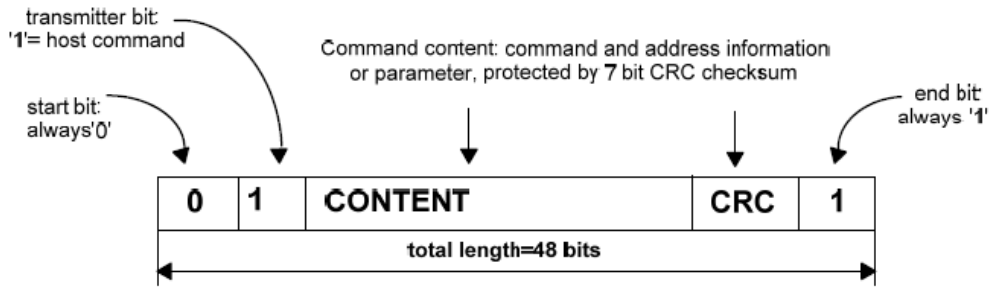 transmitter bit:
'1'= host command
Command content: command and address information
or parameter, protected by 7 bit CRC checksum
start bit:
always'0'
end bit:
always '1'
0 1 CONTENT CRC 1
total length=48 bits